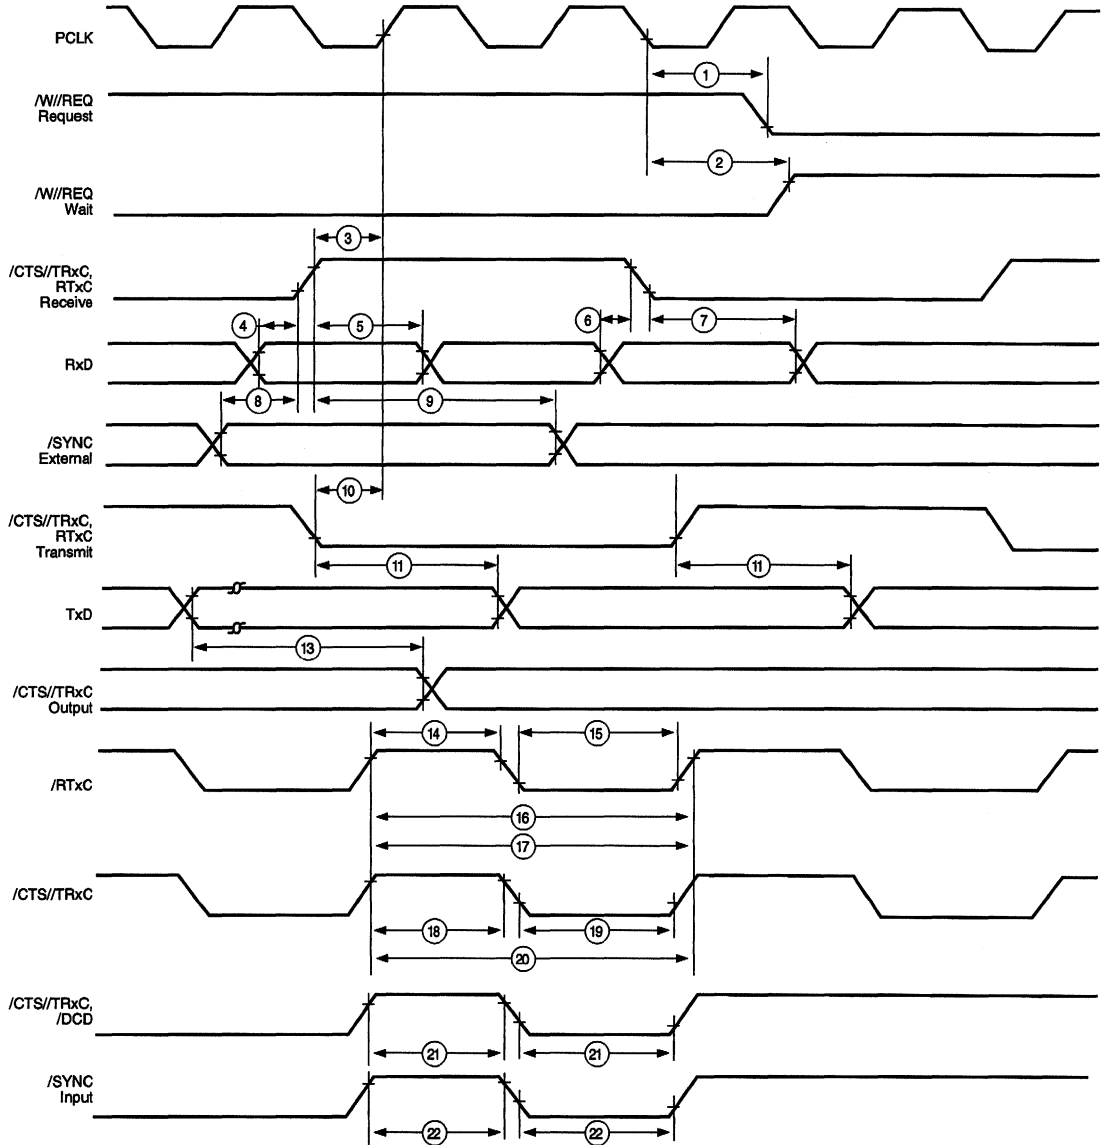 PCLK
1
/W//REQ
Request
2
/W//REQ
Wait
3
/CTS//TRxC,
RTxC
Receive
4
5
6
7
RxD
8
9
/SYNC
External
10
/CTS//TRxC,
RTxC
Transmit
11
11
TxD
13
/CTS//TRxC
Output
14
15
/RTxC
16
17
/CTS//TRxC
18
19
20
/CTS//TRxC,
/DCD
21
21
/SYNC
Input
22
22